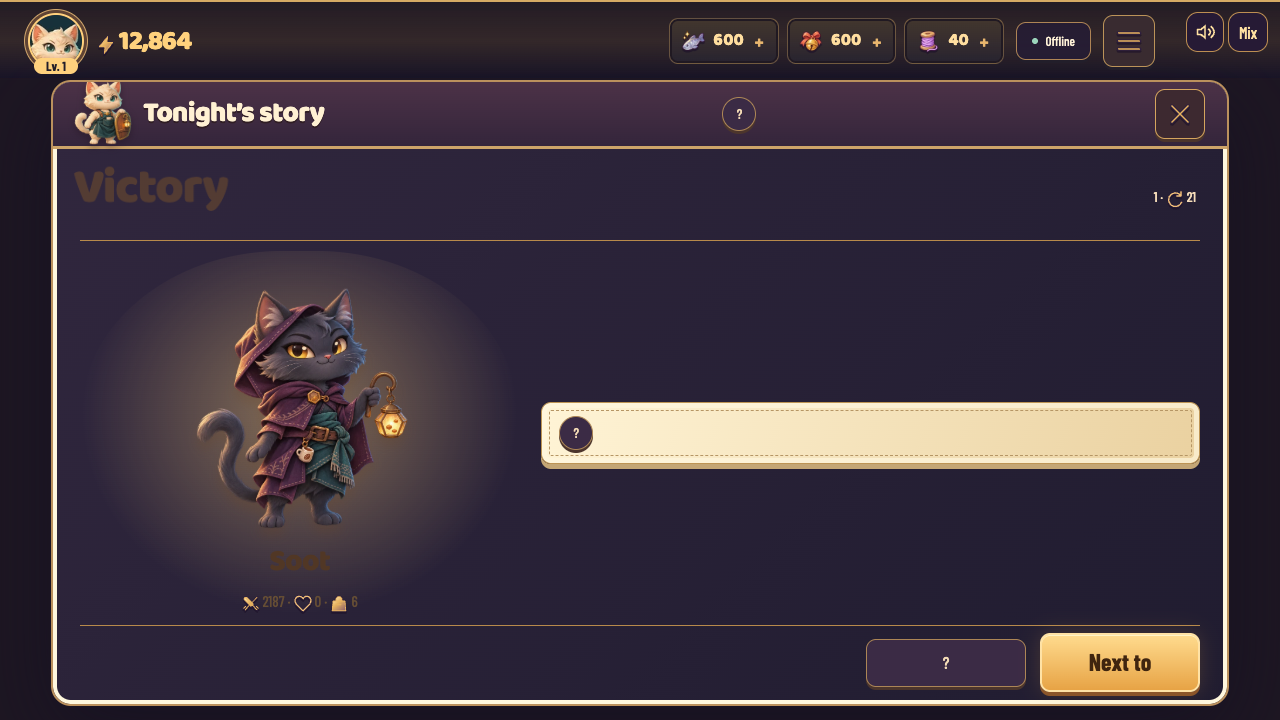 Lv. 1
12,864
600 +
600 +
40 +
Offline
Mix
Tonight's story
?
Victory
1 · 21
?
Soot
2187 · 0 · 6
?
Next to